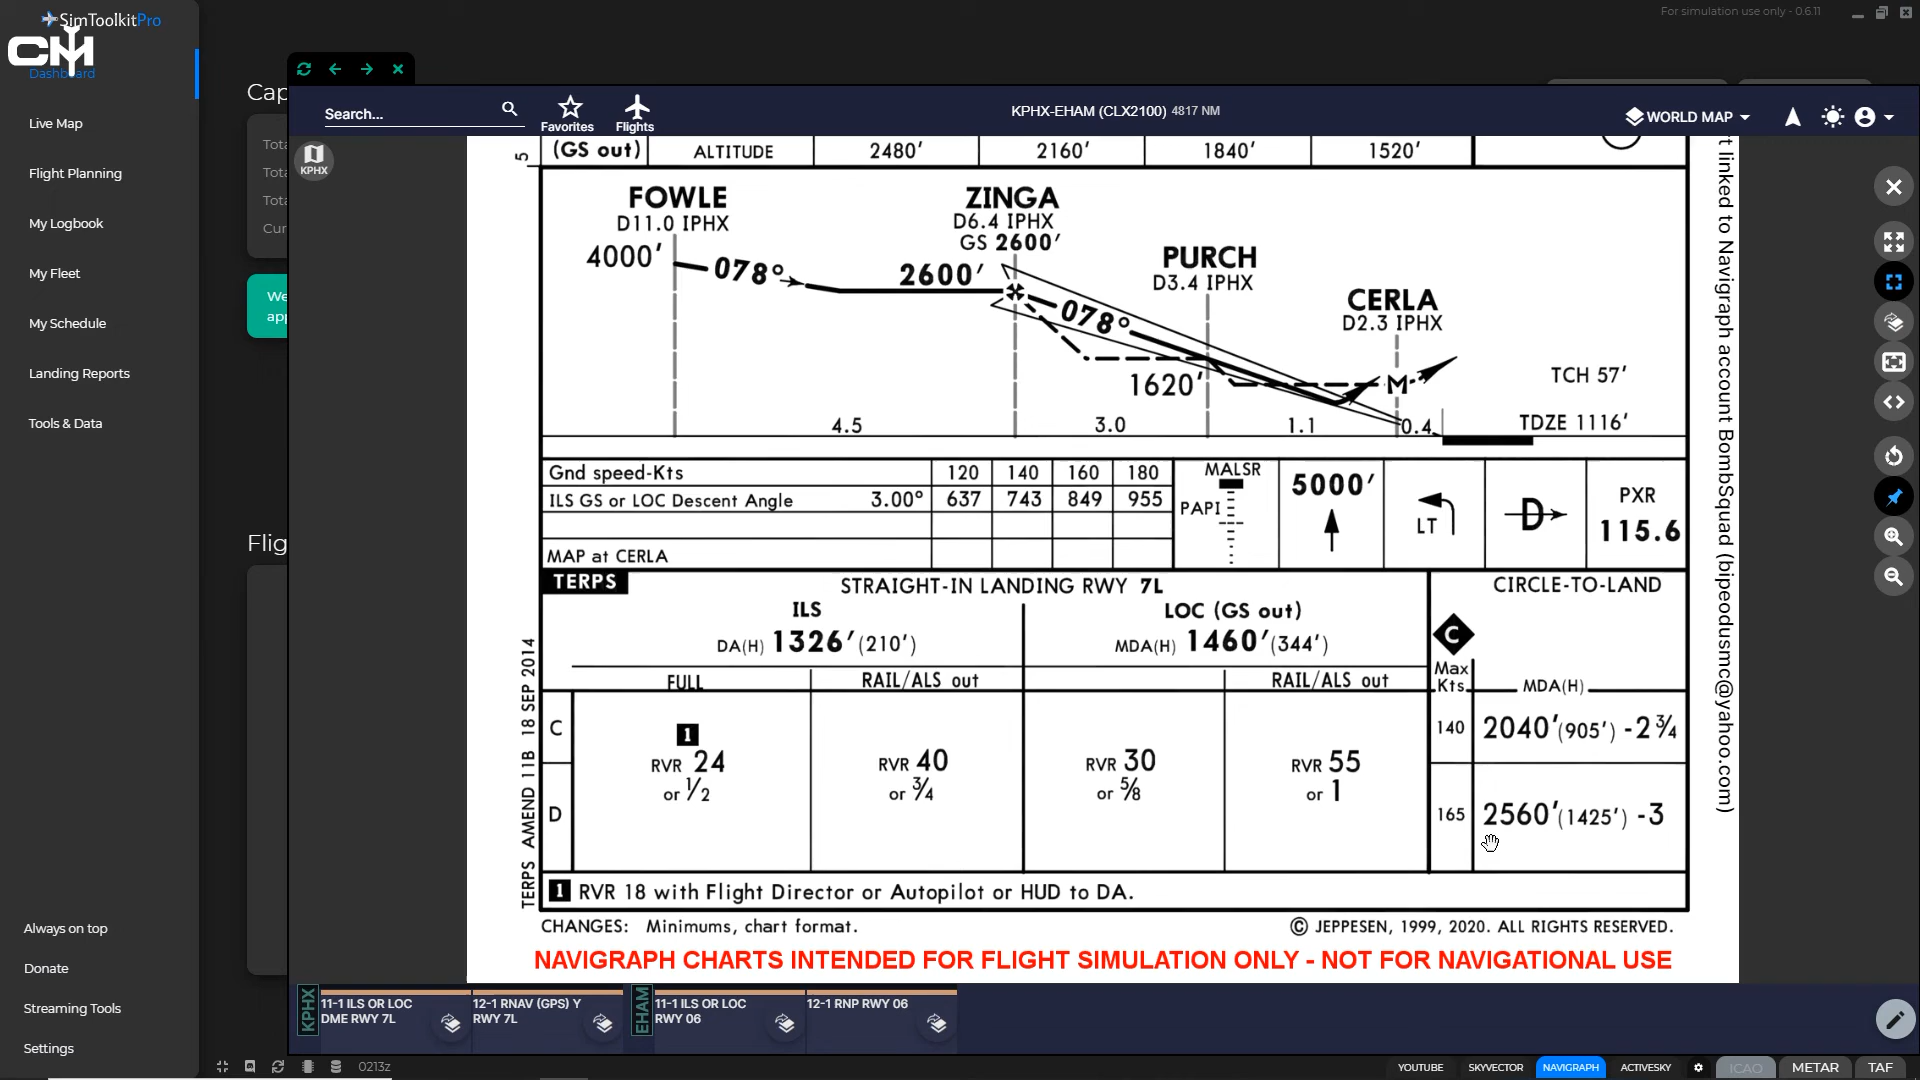 SimToolkitPro
For simulation use only - 0.6.11
CM
Dashboard
Live Map
Flight Planning
My Logbook
My Fleet
My Schedule
Landing Reports
Tools & Data
Always on top
Donate
Streaming Tools
Settings
Cap
Tota
Tota
Tota
Cur
We
app
Flig
Search...
Favorites
Flights
KPHX-EHAM (CLX2100) 4817 NM
WORLD MAP
KPHX
5
(GS out) ALTITUDE 2480' 2160' 1840' 1520'
FOWLE
D11.0 IPHX
4000'
078°
ZINGA
D6.4 IPHX
GS 2600'
2600'
078°
PURCH
D3.4 IPHX
1620'
CERLA
D2.3 IPHX
M
TCH 57'
TDZE 1116'
4.5 3.0 1.1 0.4
Gnd speed-Kts 120 140 160 180
ILS GS or LOC Descent Angle 3.00° 637 743 849 955
MAP at CERLA
MALSR
PAPI
5000'
LT
D
PXR
115.6
TERPS
STRAIGHT-IN LANDING RWY 7L
CIRCLE-TO-LAND
ILS
LOC (GS out)
DA(H) 1326'(210')
MDA(H) 1460'(344')
C
FULL RAIL/ALS out RAIL/ALS out
Max
Kts
MDA(H)
C
1
RVR 24
or 1/2
RVR 40
or 3/4
RVR 30
or 5/8
RVR 55
or 1
140 2040'(905') -2 3/4
D
165 2560'(1425') -3
1 RVR 18 with Flight Director or Autopilot or HUD to DA.
TERPS AMEND 11B 18 SEP 2014
CHANGES: Minimums, chart format.
© JEPPESEN, 1999, 2020. ALL RIGHTS RESERVED.
NAVIGRAPH CHARTS INTENDED FOR FLIGHT SIMULATION ONLY - NOT FOR NAVIGATIONAL USE
t linked to Navigraph account BombSquad (bipeodusmc@yahoo.com)
KPHX
11-1 ILS OR LOC
DME RWY 7L
12-1 RNAV (GPS) Y
RWY 7L
EHAM
11-1 ILS OR LOC
RWY 06
12-1 RNP RWY 06
0213z
YOUTUBE
SKYVECTOR
NAVIGRAPH
ACTIVESKY
ICAO
METAR
TAF